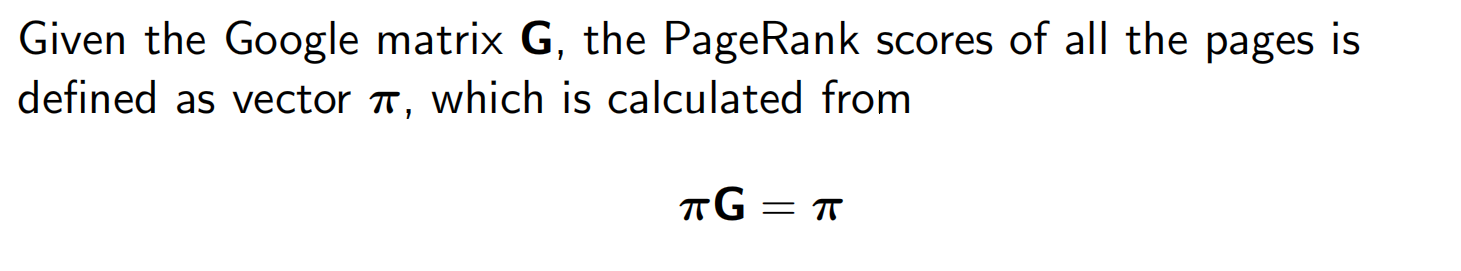 Given the Google matrix G, the PageRank scores of all the pages is
defined as vector π, which is calculated from
πG = π